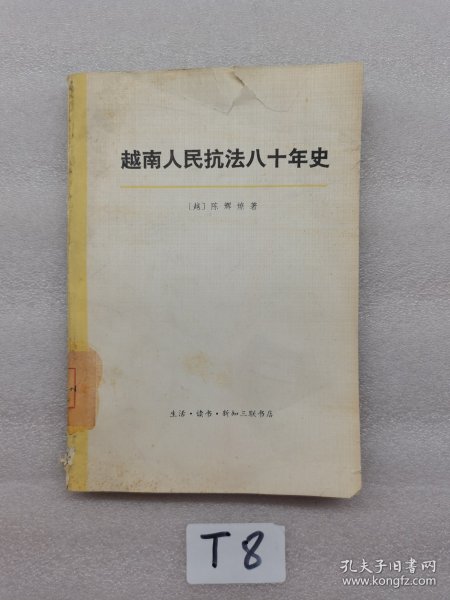 越南人民抗法八十年史
［越］陈辉燎著
生活·读书·新知三联书店
T8
孔夫子旧书网
www.kongfz.com